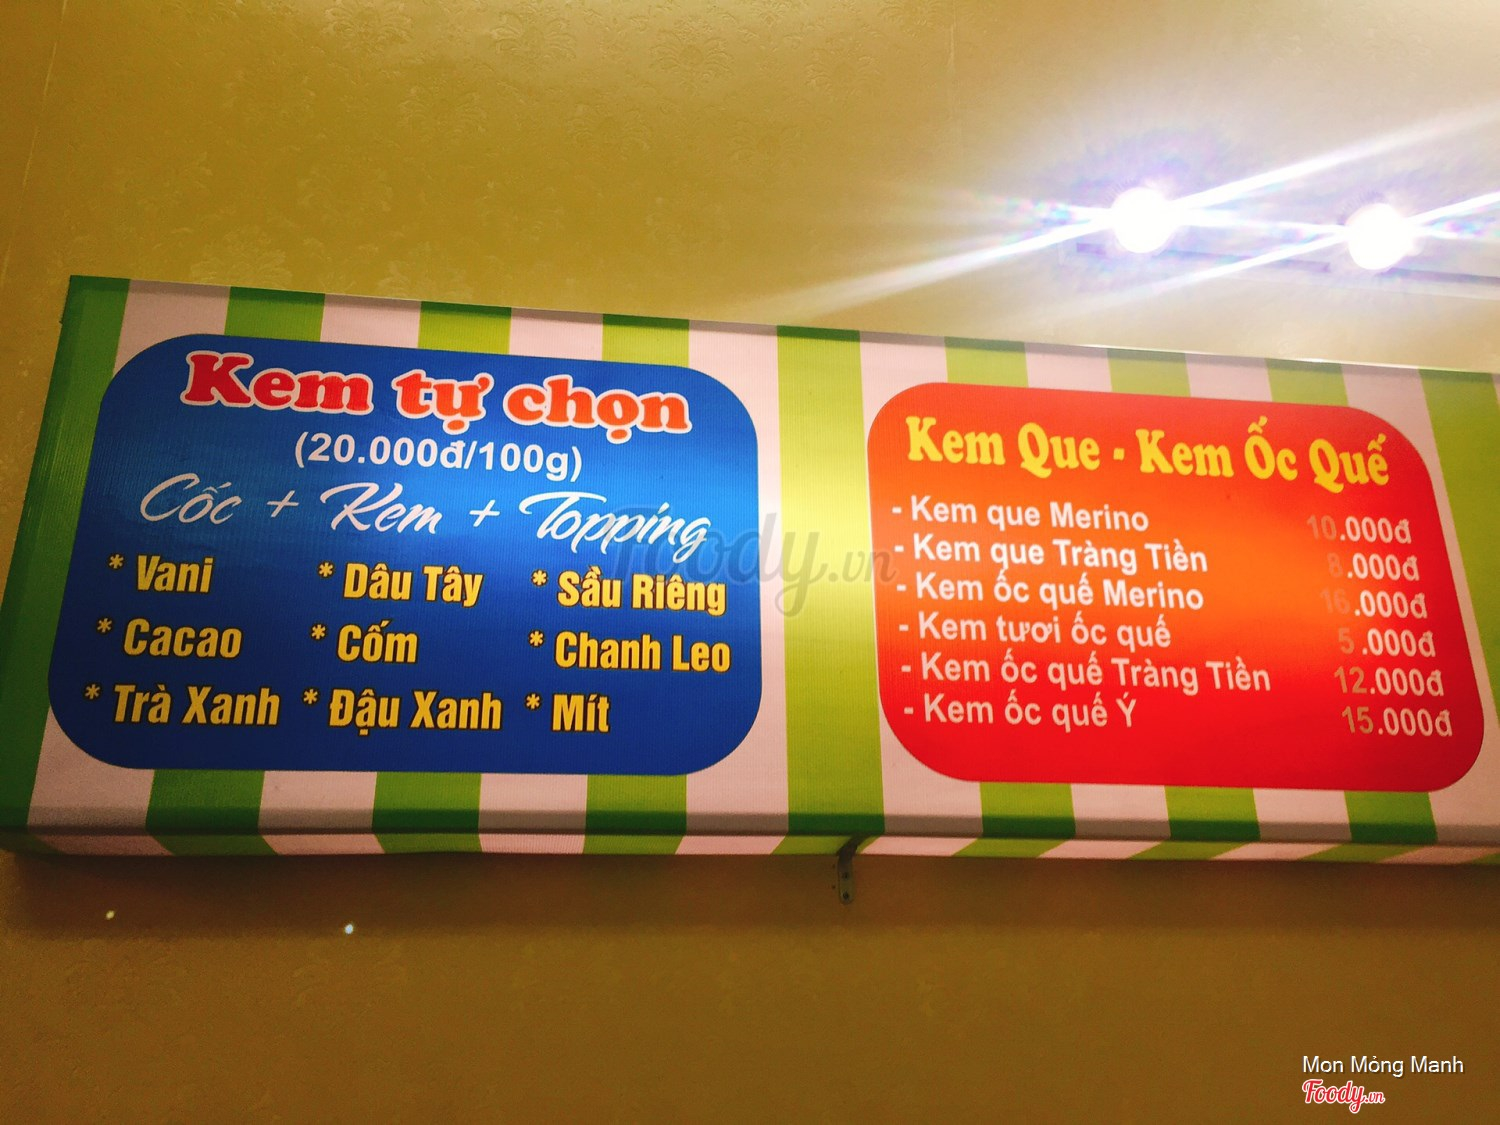 Kem tự chọn
(20.000đ/100g)
Cốc + Kem + Topping
* Vani * Dâu Tây * Sầu Riêng
* Cacao * Cốm * Chanh Leo
* Trà Xanh * Đậu Xanh * Mít
Kem Que - Kem Ốc Quế
- Kem que Merino 10.000đ
- Kem que Tràng Tiền 8.000đ
- Kem ốc quế Merino 16.000đ
- Kem tươi ốc quế 5.000đ
- Kem ốc quế Tràng Tiền 12.000đ
- Kem ốc quế Ý 15.000đ
Foody.vn
Mon Mỏng Manh
Foody.vn